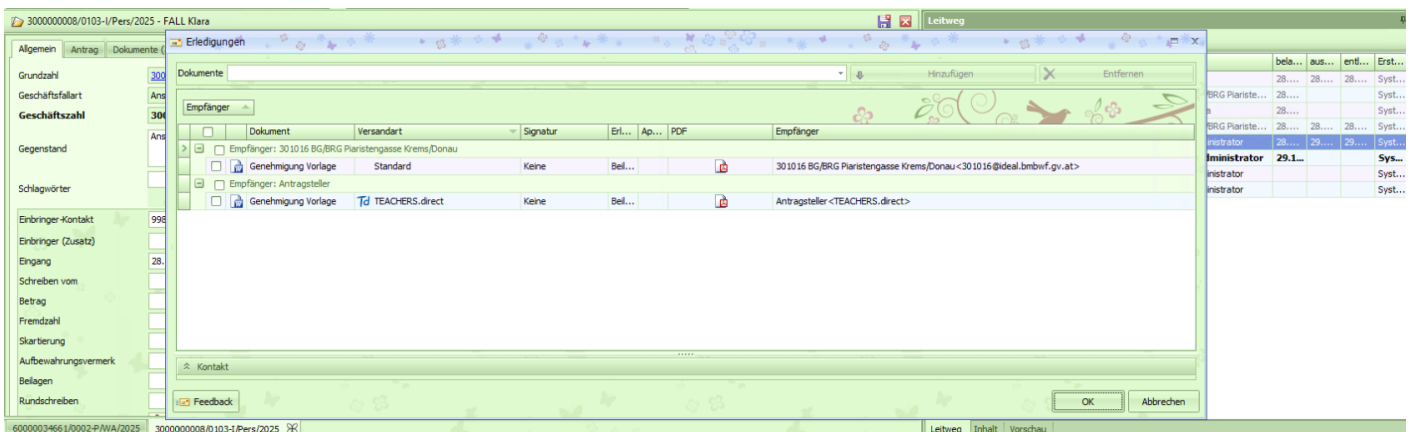 3000000008/0103-I/Pers/2025 - FALL Klara
Leitweg
Allgemein Antrag Dokumente (
Erledigungen
Grundzahl 300
Geschäftsfallart Ans
Geschäftszahl 300
Gegenstand Ans
Schlagwörter
Einbringer-Kontakt 998
Einbringer (Zusatz)
Eingang 28.
Schreiben vom
Betrag
Fremdzahl
Skartierung
Aufbewahrungsvermerk
Beilagen
Rundschreiben
Dokumente Hinzufügen Entfernen
Empfänger
Dokument Versandart Signatur Erl... Ap... PDF Empfänger
Empfänger: 301016 BG/BRG Piaristengasse Krems/Donau
Genehmigung Vorlage Standard Keine Beil... 301016 BG/BRG Piaristengasse Krems/Donau<301016@ideal.bmbwf.gv.at>
Empfänger: Antragsteller
Genehmigung Vorlage Td TEACHERS.direct Keine Beil... Antragsteller<TEACHERS.direct>
Kontakt
Feedback OK Abbrechen
bela... aus... entl... Erst...
28.... 28.... 28.... Syst...
/BRG Piariste... 28.... Syst...
a 28.... Syst...
/BRG Piariste... 28.... 28.... 28.... Syst...
ministrator 28.... 29.... 29.... Syst...
dministrator 29.1... Sys...
ministrator Syst...
ministrator Syst...
60000034661/0002-P/WA/2025 3000000008/0103-I/Pers/2025
Leitweg Inhalt Vorschau